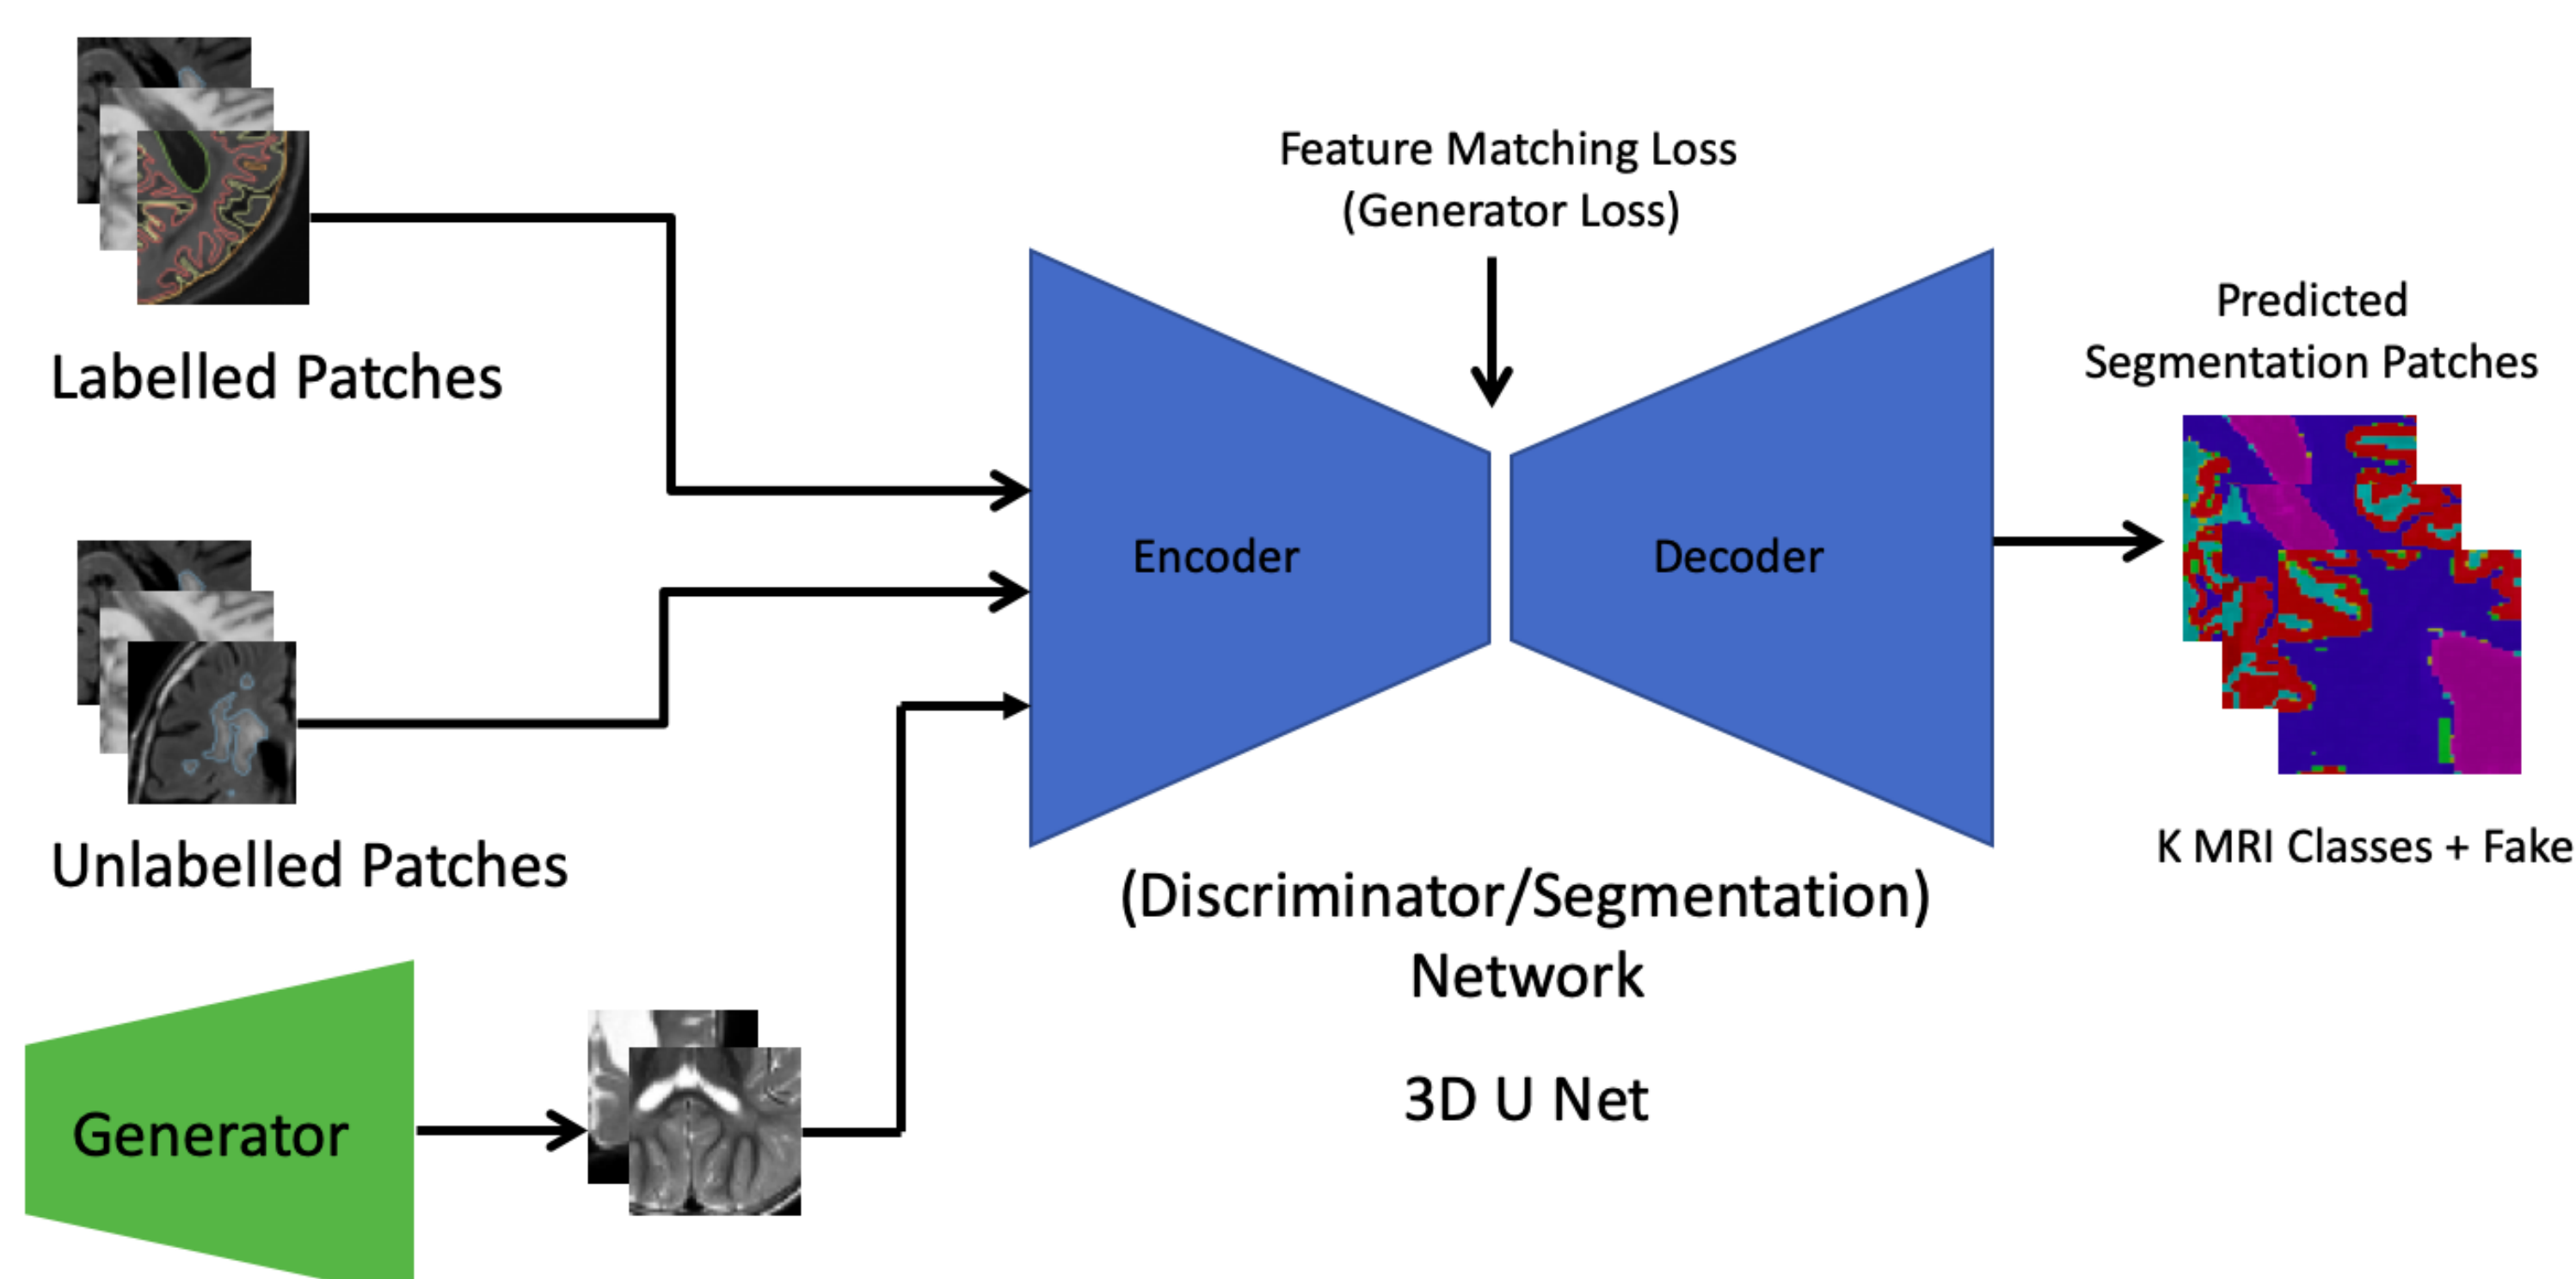 Labelled Patches
Unlabelled Patches
Generator
Feature Matching Loss
(Generator Loss)
Encoder
Decoder
(Discriminator/Segmentation)
Network
3D U Net
Predicted
Segmentation Patches
K MRI Classes + Fake